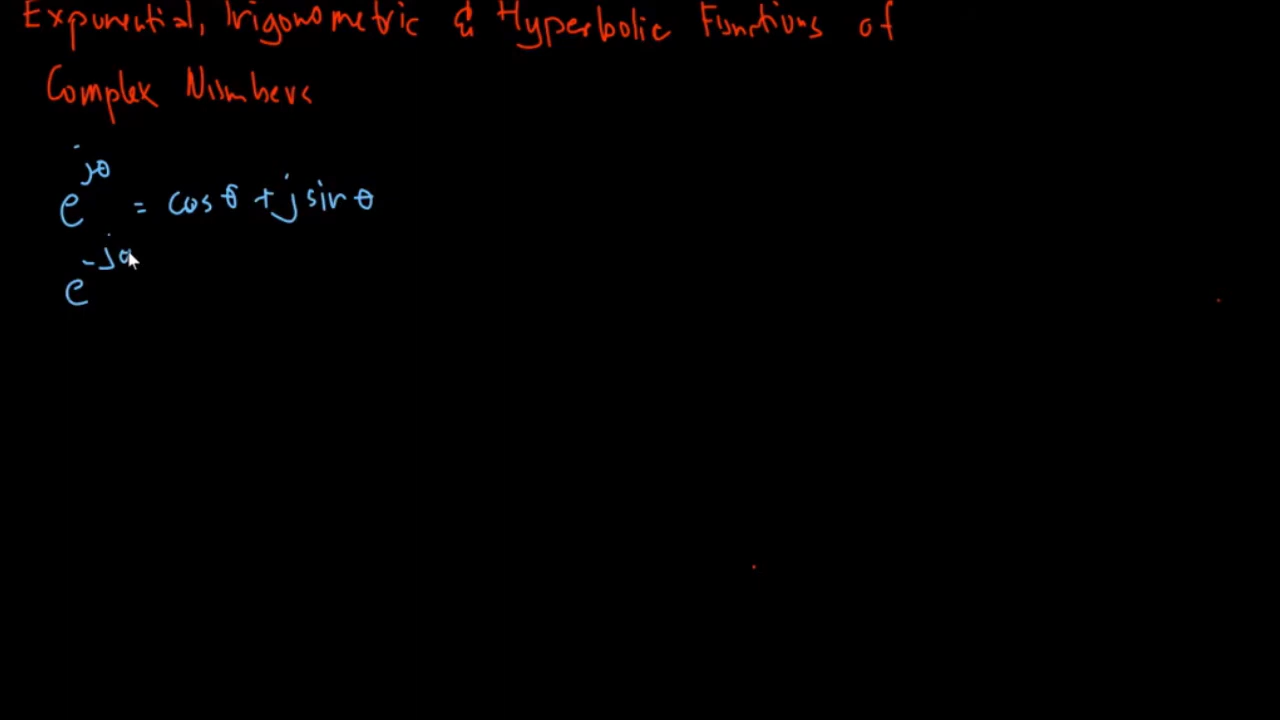 Exponential, Trigonometric & Hyperbolic Functions of
Complex Numbers
e^{jθ} = cos θ + j sin θ
e^{-jθ}